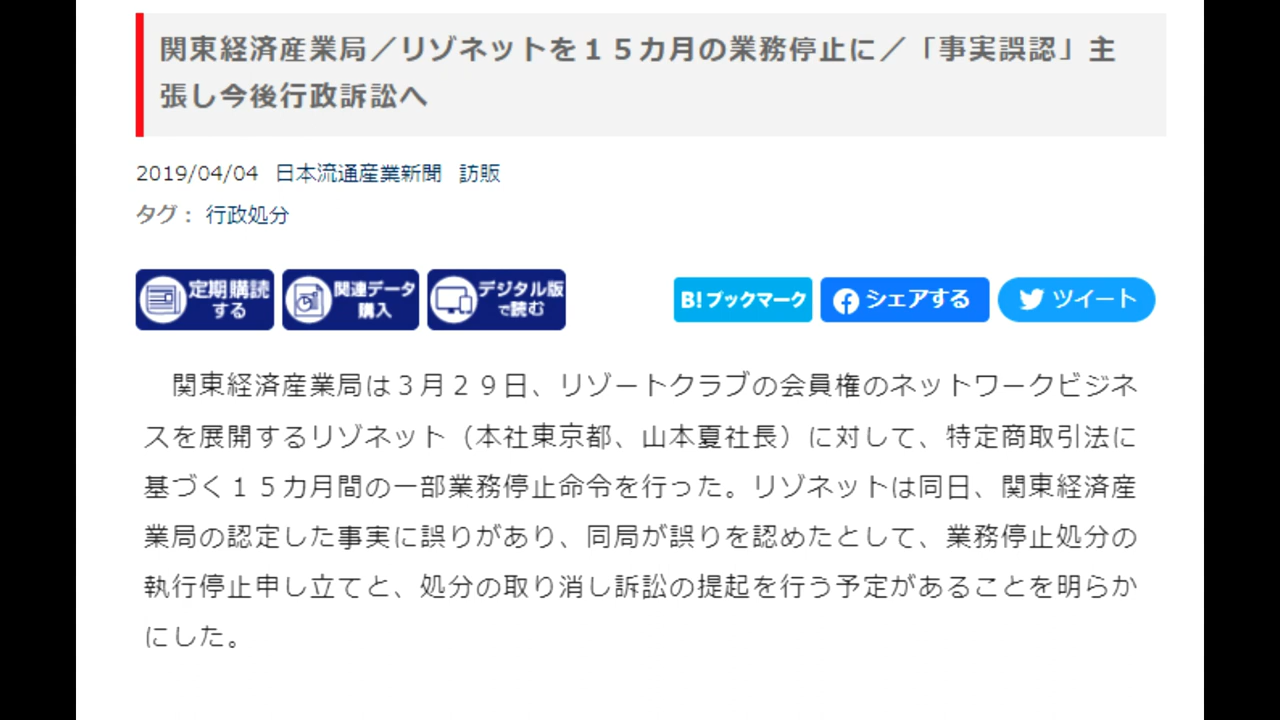 関東経済産業局／リゾネットを１５カ月の業務停止に／「事実誤認」主
張し今後行政訴訟へ
2019/04/04 日本流通産業新聞 訪販
タグ： 行政処分
定期購読
する
関連データ
購入
デジタル版
で読む
B!ブックマーク
シェアする
ツイート
関東経済産業局は３月２９日、リゾートクラブの会員権のネットワークビジネ
スを展開するリゾネット（本社東京都、山本夏社長）に対して、特定商取引法に
基づく１５カ月間の一部業務停止命令を行った。リゾネットは同日、関東経済産
業局の認定した事実に誤りがあり、同局が誤りを認めたとして、業務停止処分の
執行停止申し立てと、処分の取り消し訴訟の提起を行う予定があることを明らか
にした。